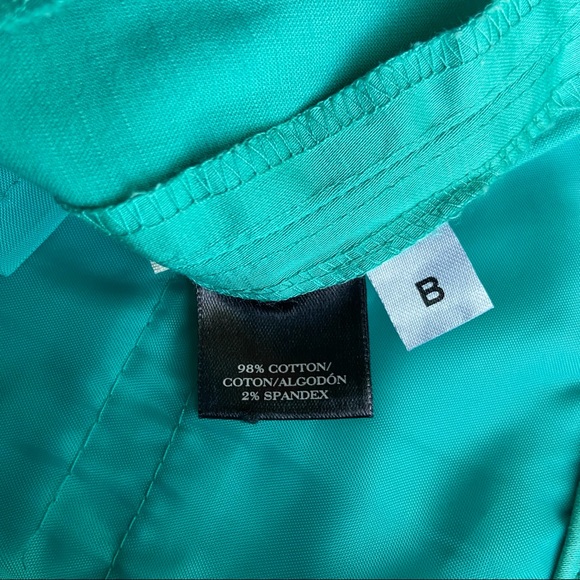 B
98% COTTON/
COTON/ALGODÓN
2% SPANDEX